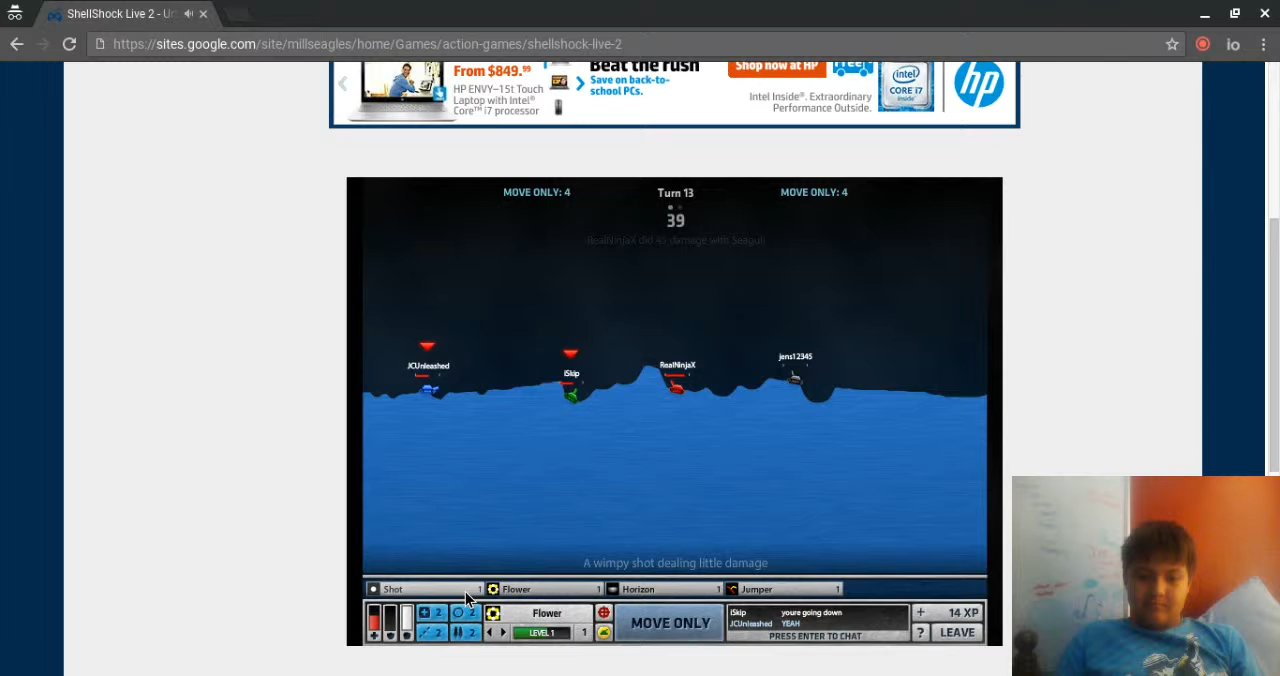 ShellShock Live 2 - Un
https://sites.google.com/site/millseagles/home/Games/action-games/shellshock-live-2
io
From $849.99
HP ENVY–15t Touch
Laptop with Intel®
Core™ i7 processor
Beat the rush
Save on back-to-
school PCs.
Shop now at HP
Intel Inside®. Extraordinary
Performance Outside.
intel
CORE i7
inside
hp
MOVE ONLY: 4
Turn 13
MOVE ONLY: 4
39
RealNinjaX did 45 damage with Seagull
JCUnleashed
iSkip
RealNinjaX
jens12345
A wimpy shot dealing little damage
Shot 1
Flower 1
Horizon 1
Jumper 1
2 2
2 2
Flower
LEVEL 1 1
MOVE ONLY
iSkip youre going down
JCUnleashed YEAH
PRESS ENTER TO CHAT
+ 14 XP
? LEAVE